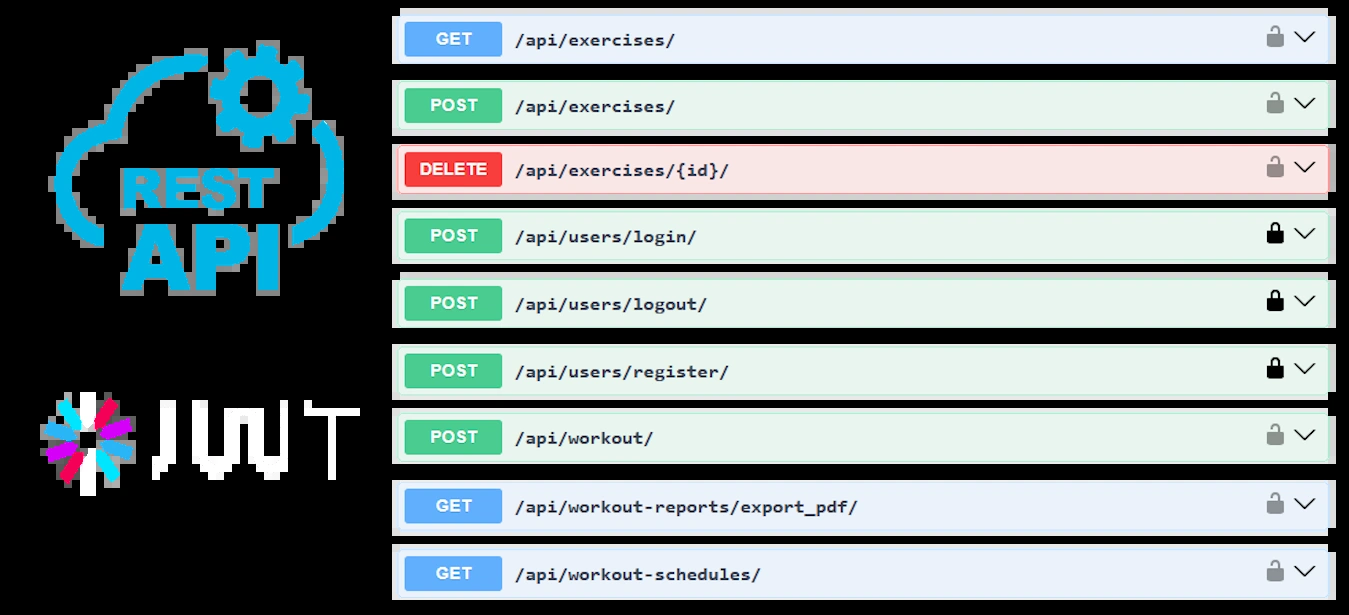 REST
API
JWT
GET /api/exercises/
POST /api/exercises/
DELETE /api/exercises/{id}/
POST /api/users/login/
POST /api/users/logout/
POST /api/users/register/
POST /api/workout/
GET /api/workout-reports/export_pdf/
GET /api/workout-schedules/